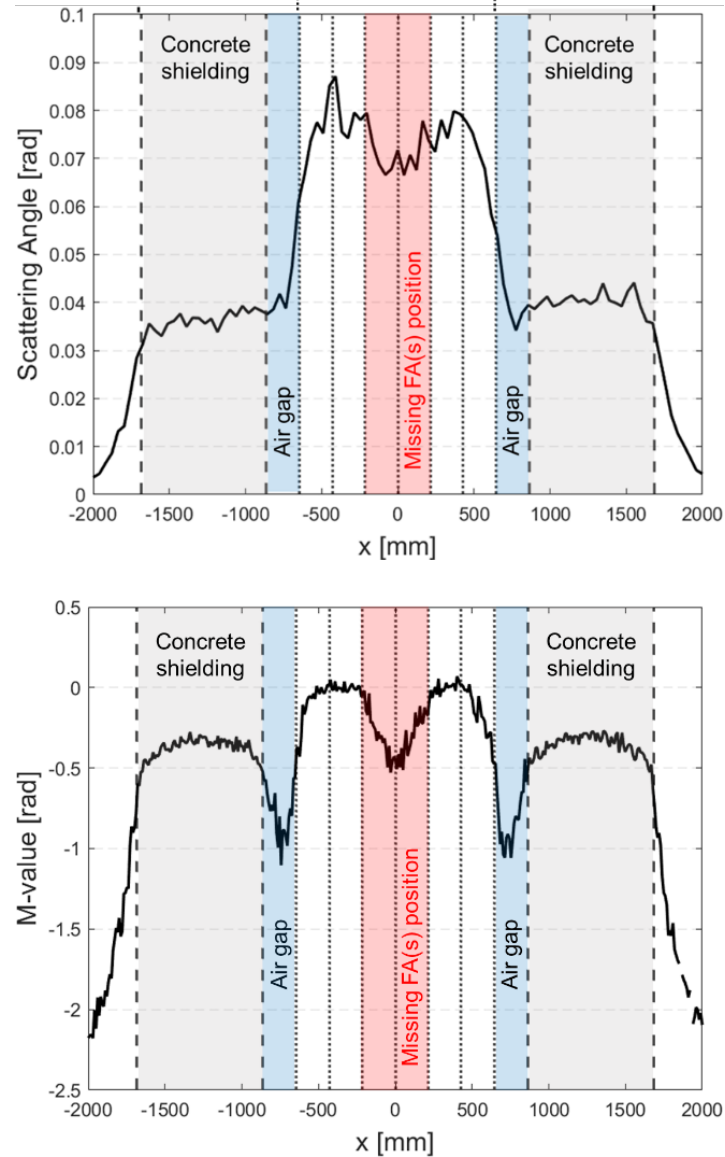 0.1
0.09
0.08
0.07
0.06
0.05
0.04
0.03
0.02
0.01
0
Scattering Angle [rad]
Concrete
shielding
Air gap
Missing FA(s) position
Air gap
Concrete
shielding
-2000 -1500 -1000 -500 0 500 1000 1500 2000
x [mm]
0.5
0
-0.5
-1
-1.5
-2
-2.5
M-value [rad]
Concrete
shielding
Air gap
Missing FA(s) position
Air gap
Concrete
shielding
-2000 -1500 -1000 -500 0 500 1000 1500 2000
x [mm]